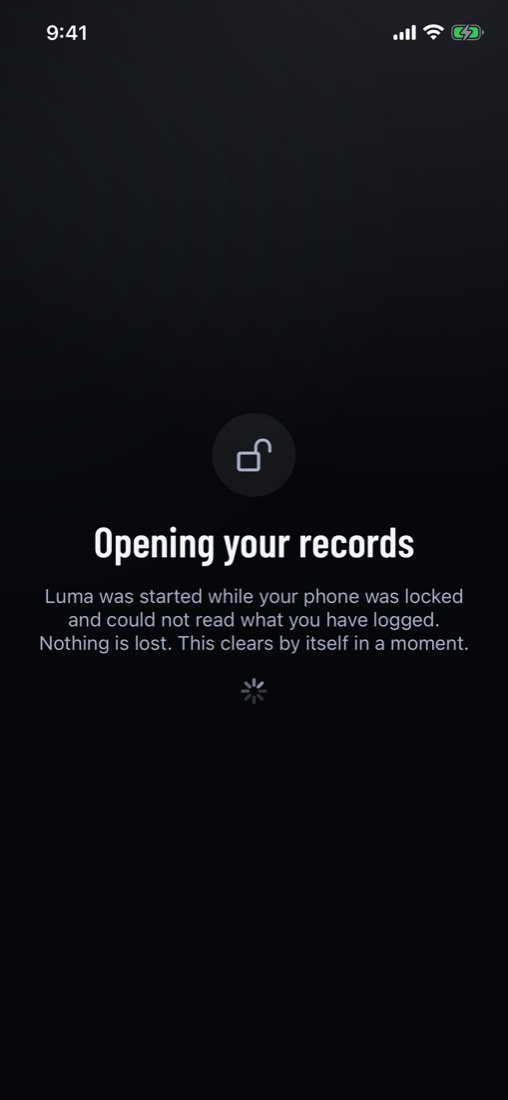 9:41
Opening your records
Luma was started while your phone was locked
and could not read what you have logged.
Nothing is lost. This clears by itself in a moment.